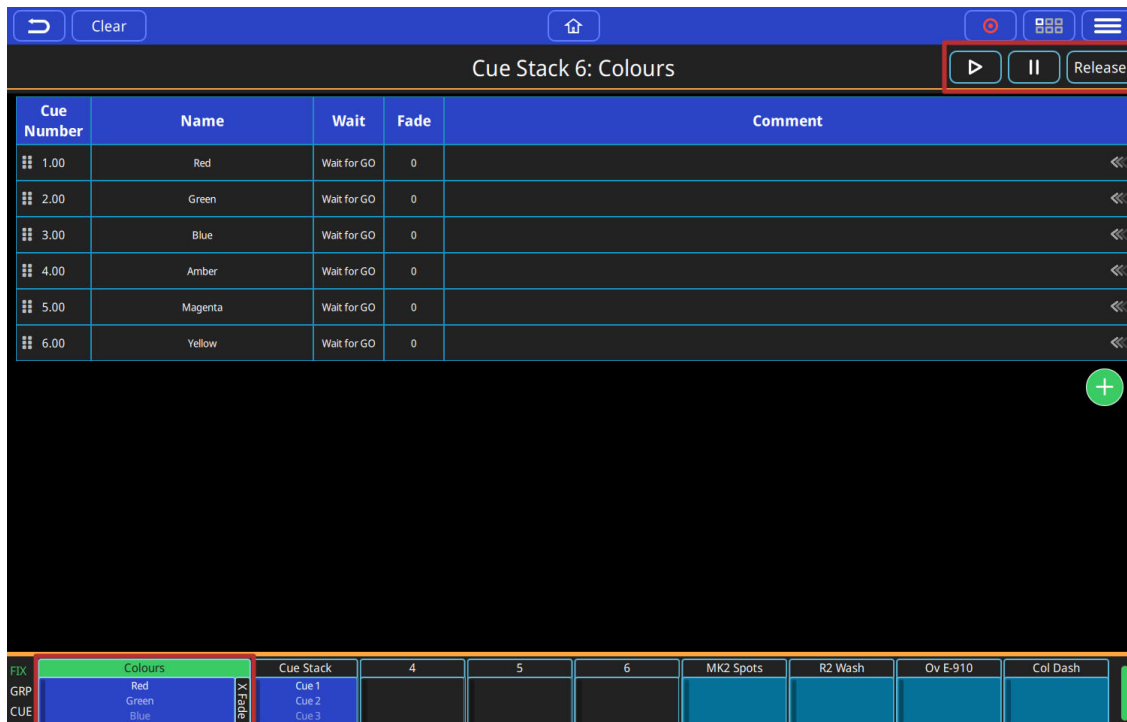 Clear
Cue Stack 6: Colours
Release
Cue Number Name Wait Fade Comment
1.00 Red Wait for GO 0
2.00 Green Wait for GO 0
3.00 Blue Wait for GO 0
4.00 Amber Wait for GO 0
5.00 Magenta Wait for GO 0
6.00 Yellow Wait for GO 0
FIX Colours Cue Stack 4 5 6 MK2 Spots R2 Wash Ov E-910 Col Dash
GRP Red X Fade Cue 1
Green Cue 2
CUE Blue Cue 3